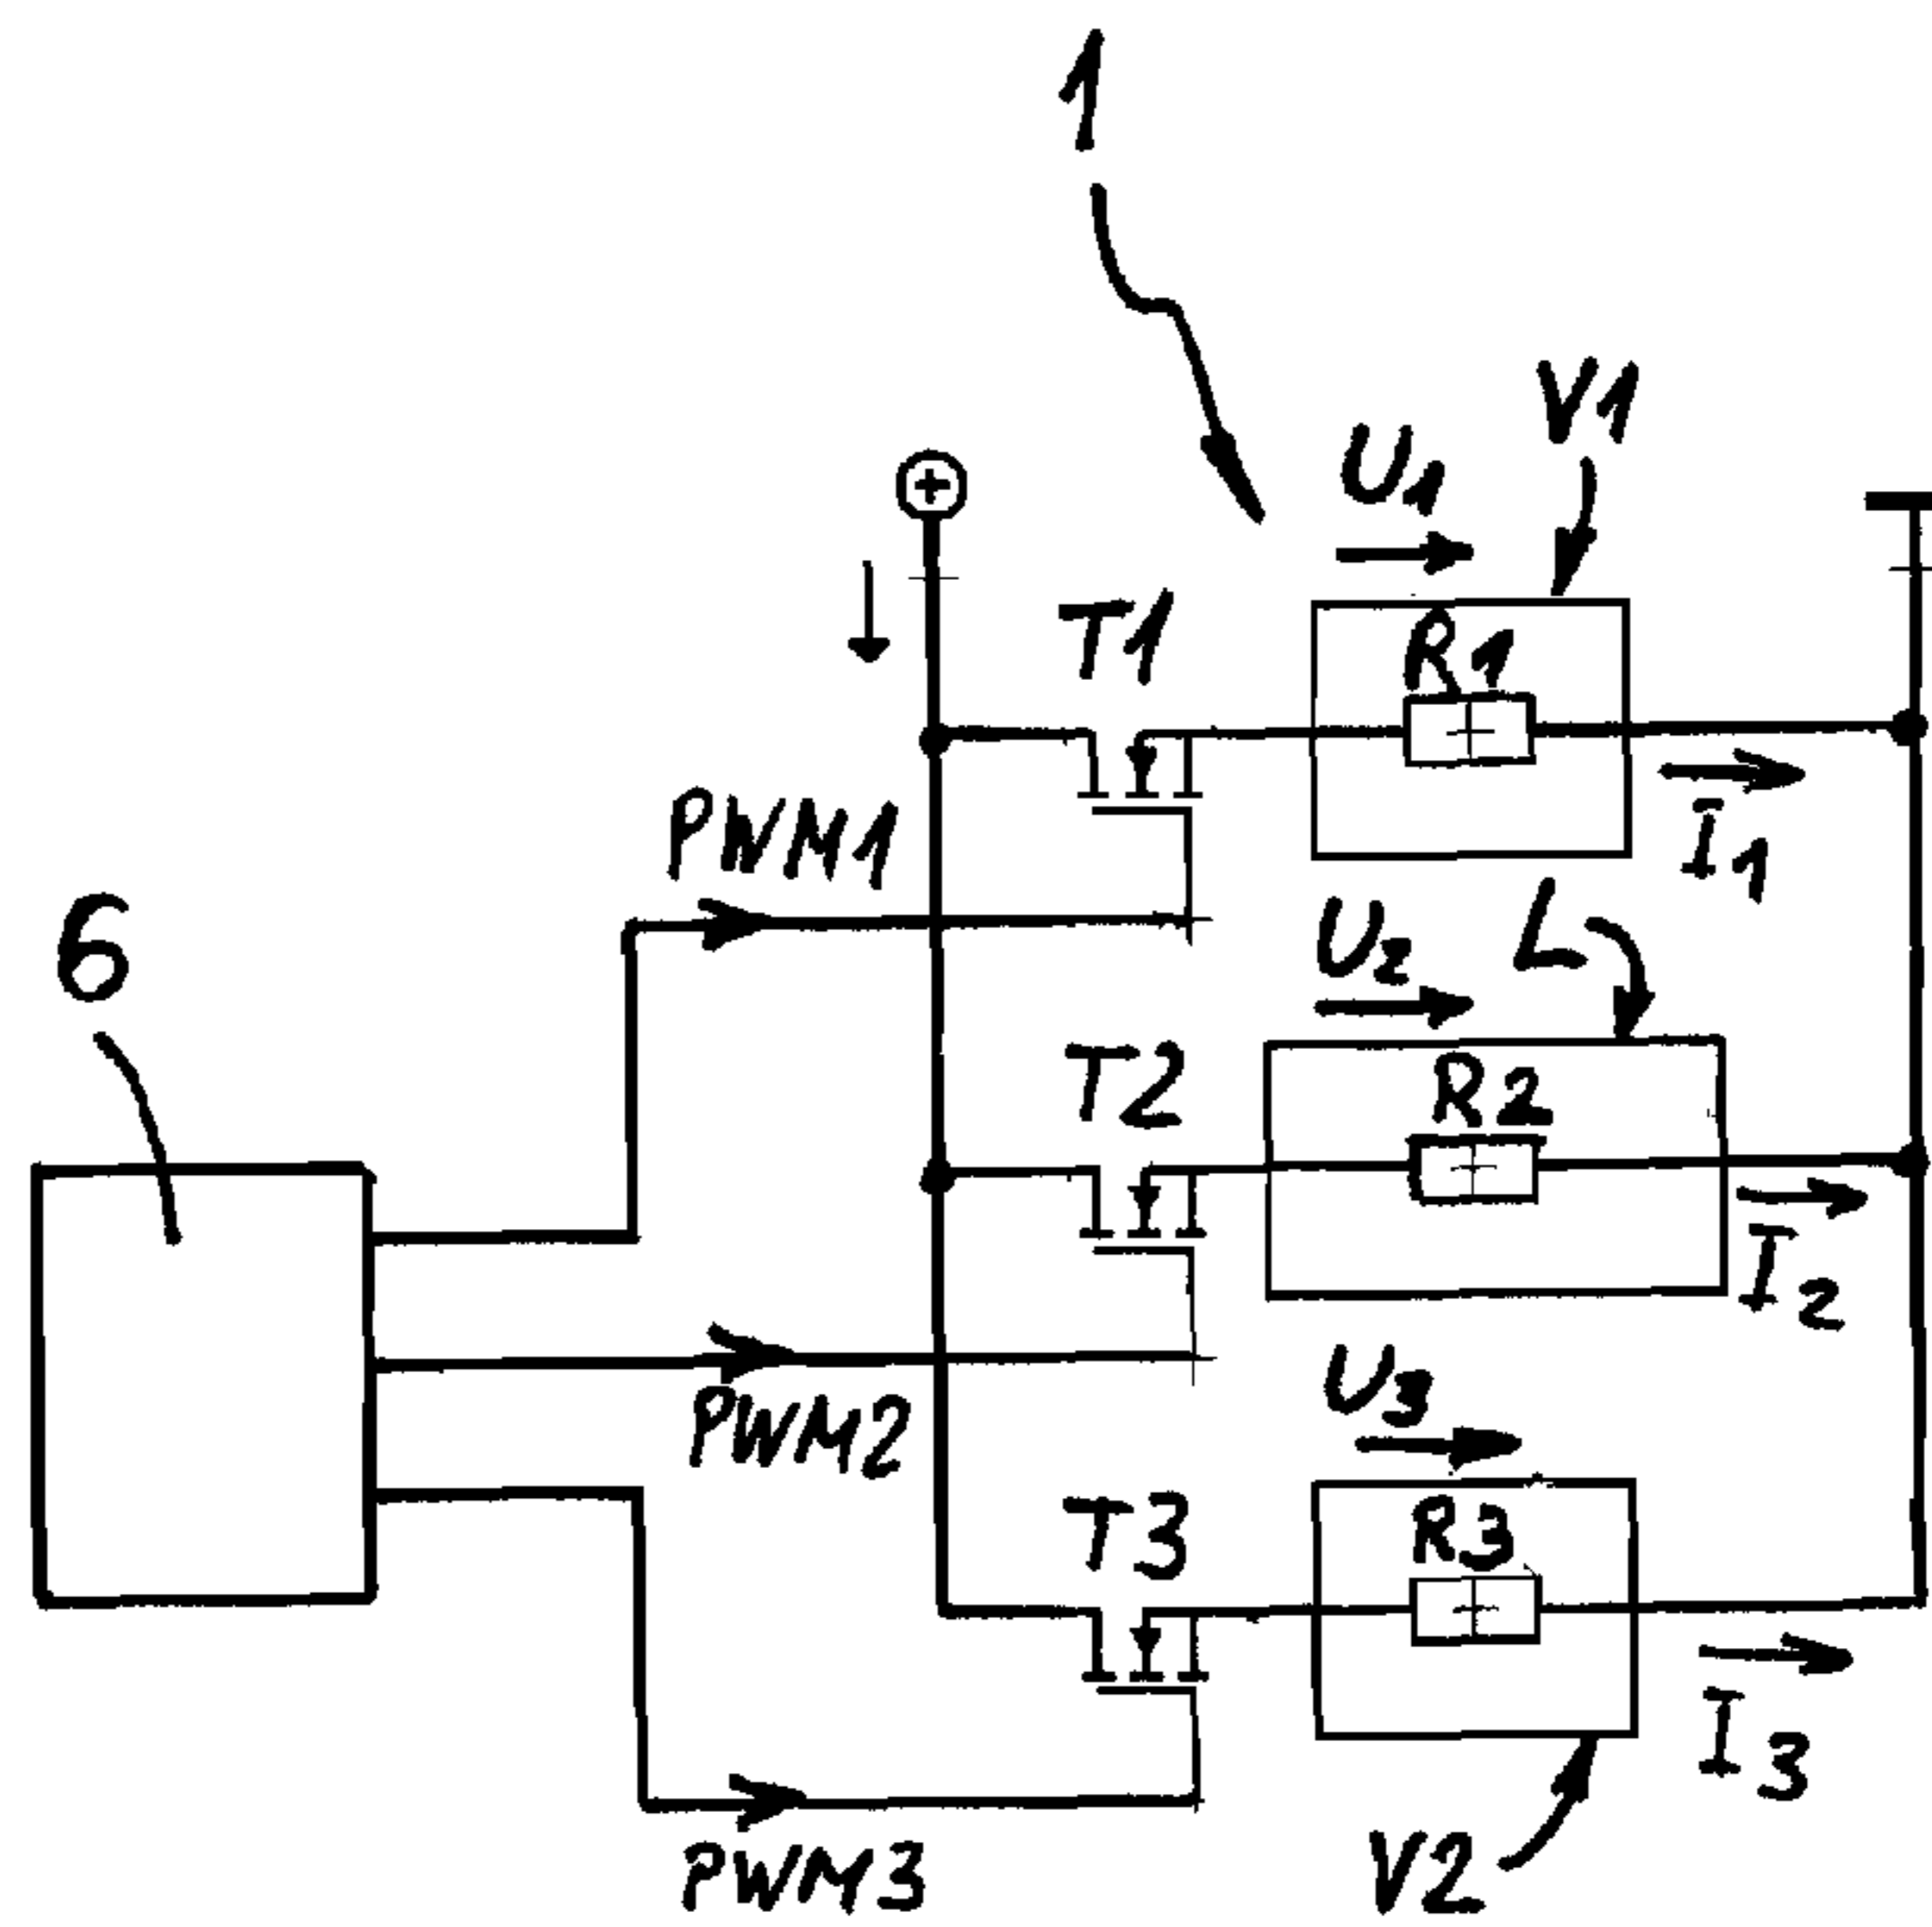 1
V1
U1
+
T1
R1
PWM1
I1
6
U2
L
T2
R2
I2
U3
PWM2
T3
R3
I3
PWM3
V2